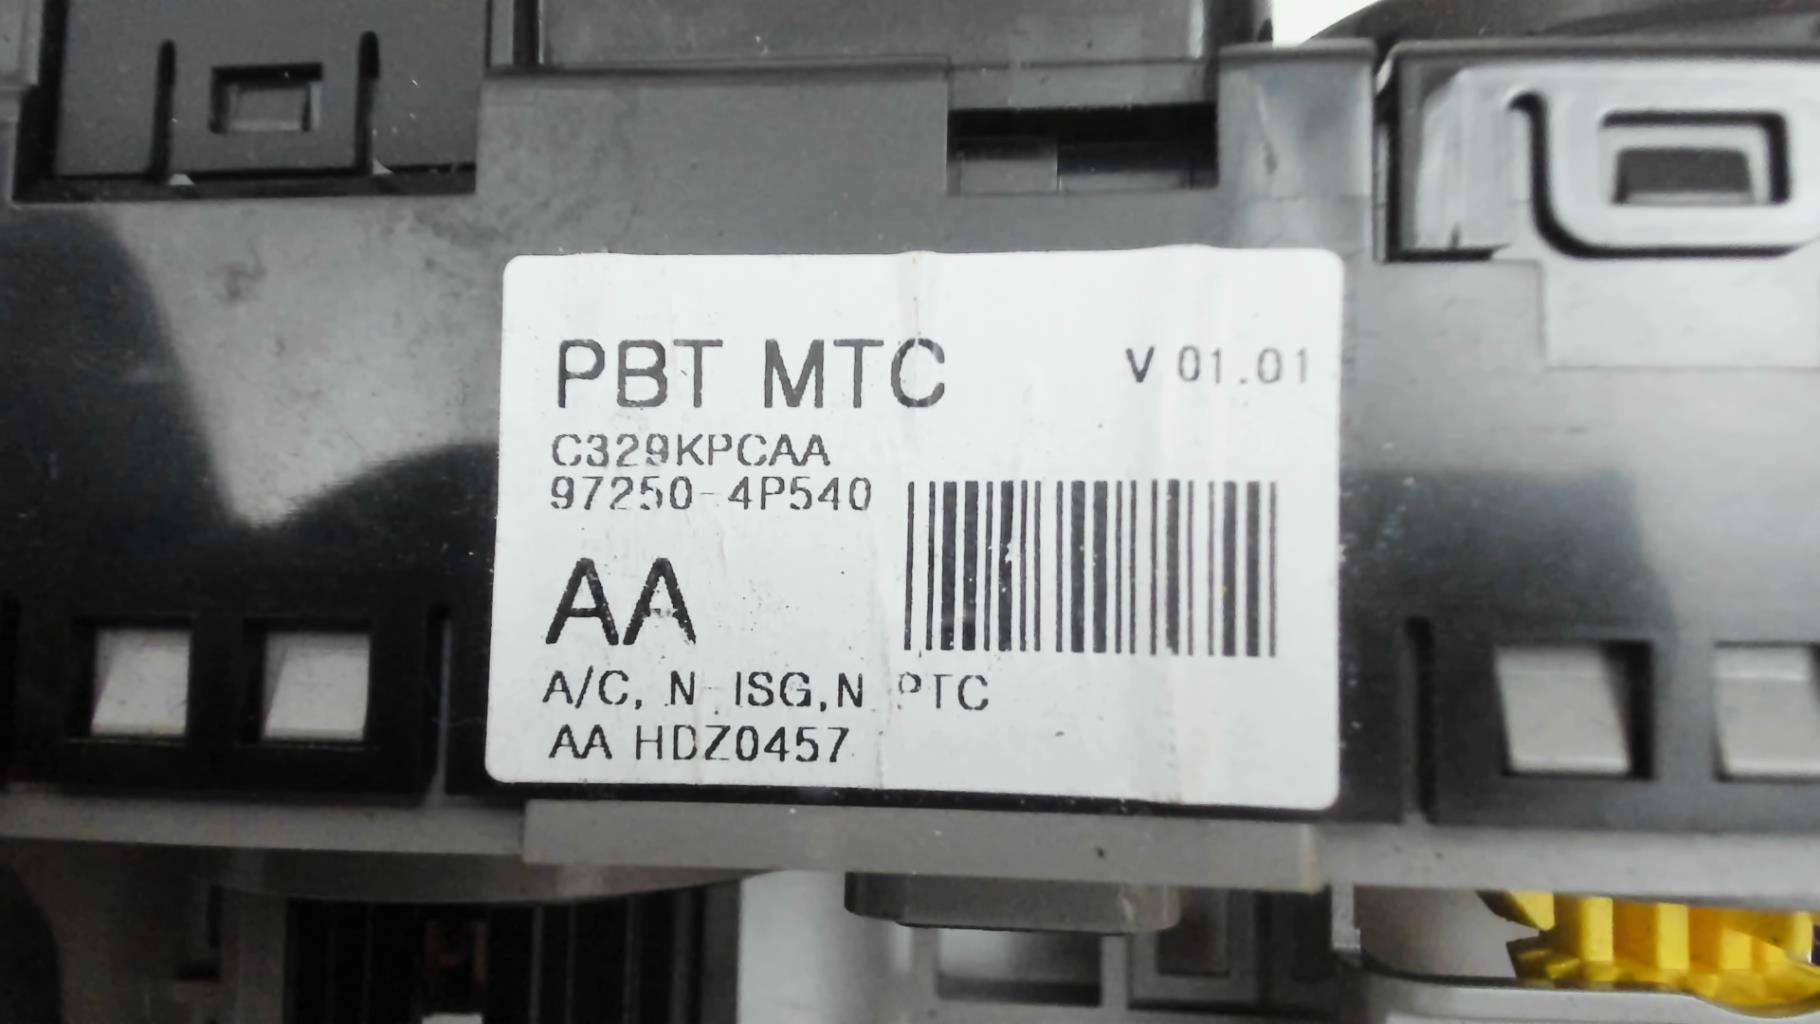 PBT MTC V 01.01
C329KPCAA
97250-4P540
AA
A/C, N-ISG,N PTC
AA HDZ0457